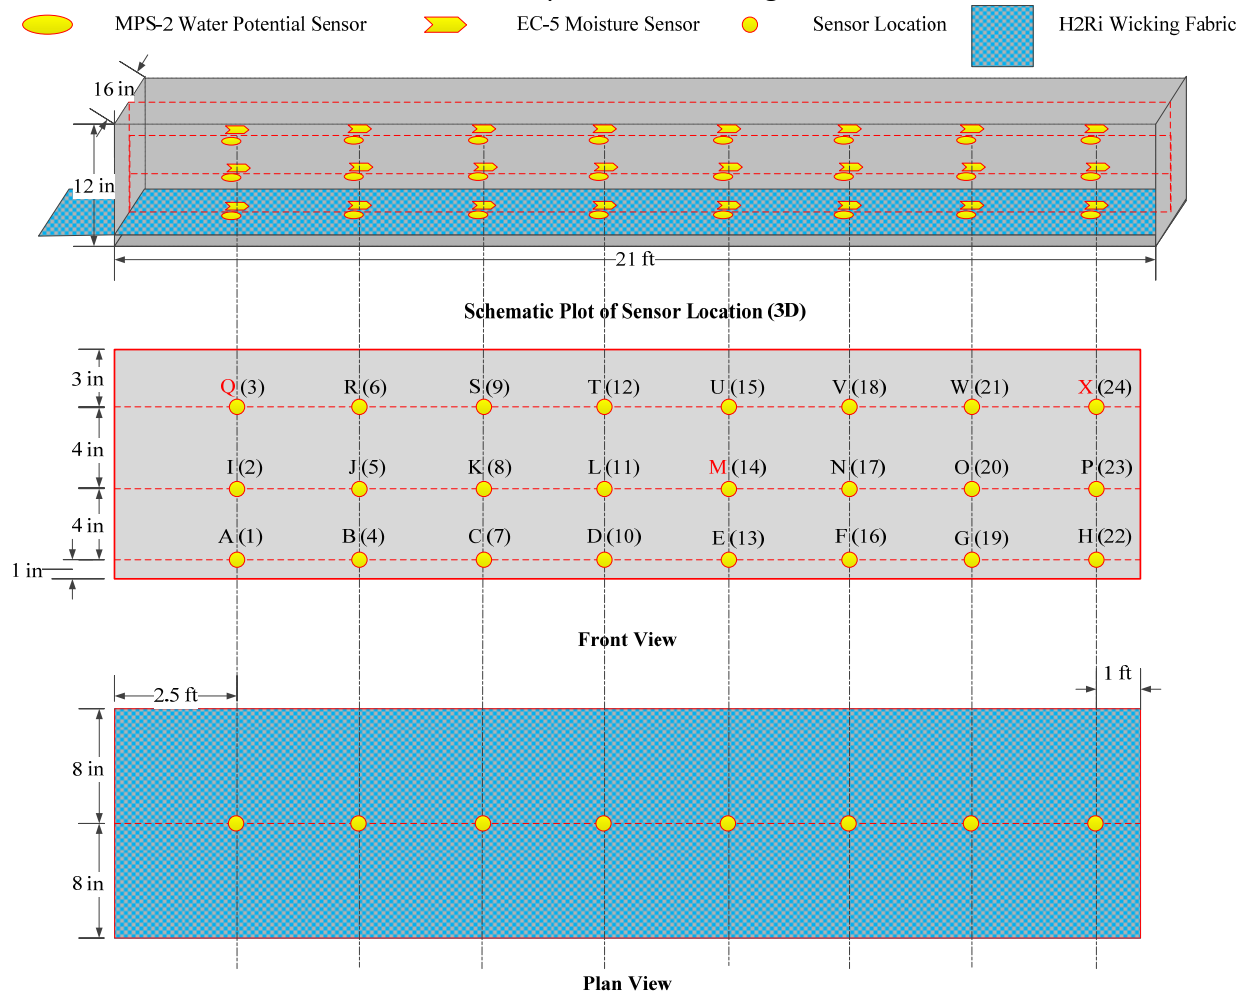 MPS-2 Water Potential Sensor EC-5 Moisture Sensor Sensor Location H2Ri Wicking Fabric
16 in
12 in
21 ft
Schematic Plot of Sensor Location (3D)
3 in
Q (3) R (6) S (9) T (12) U (15) V (18) W (21) X (24)
4 in
I (2) J (5) K (8) L (11) M (14) N (17) O (20) P (23)
4 in
A (1) B (4) C (7) D (10) E (13) F (16) G (19) H (22)
1 in
Front View
2.5 ft 1 ft
8 in
8 in
Plan View